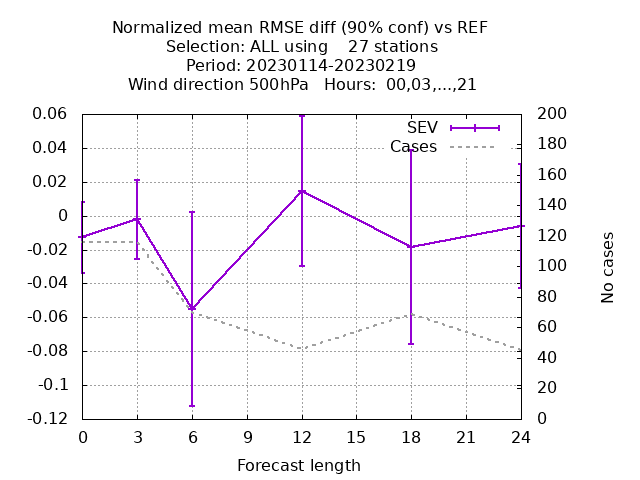 Normalized mean RMSE diff (90% conf) vs REF
Selection: ALL using    27 stations
Period: 20230114-20230219
Wind direction 500hPa   Hours:  00,03,...,21
0.06
0.04
0.02
0
-0.02
-0.04
-0.06
-0.08
-0.1
-0.12
SEV
Cases
200
180
160
140
120
100
80
60
40
20
0
No cases
0 3 6 9 12 15 18 21 24
Forecast length